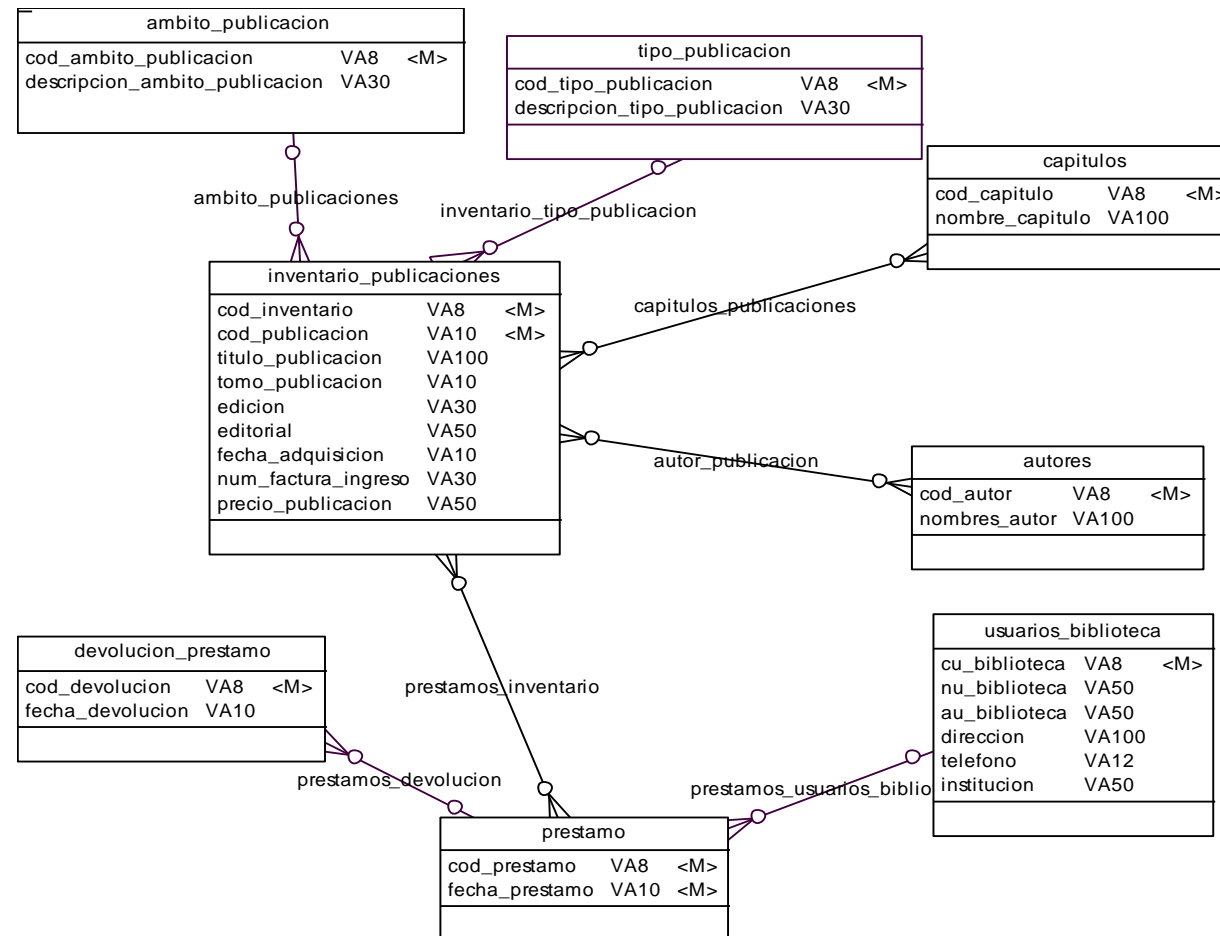 ambito_publicacion
cod_ambito_publicacion VA8 <M>
descripcion_ambito_publicacion VA30
tipo_publicacion
cod_tipo_publicacion VA8 <M>
descripcion_tipo_publicacion VA30
capitulos
cod_capitulo VA8 <M>
nombre_capitulo VA100
ambito_publicaciones
inventario_tipo_publicacion
capitulos_publicaciones
inventario_publicaciones
cod_inventario VA8 <M>
cod_publicacion VA10 <M>
titulo_publicacion VA100
tomo_publicacion VA10
edicion VA30
editorial VA50
fecha_adquisicion VA10
num_factura_ingreso VA30
precio_publicacion VA50
autor_publicacion
autores
cod_autor VA8 <M>
nombres_autor VA100
devolucion_prestamo
cod_devolucion VA8 <M>
fecha_devolucion VA10
prestamos_inventario
usuarios_biblioteca
cu_biblioteca VA8 <M>
nu_biblioteca VA50
au_biblioteca VA50
direccion VA100
telefono VA12
institucion VA50
prestamos_devolucion
prestamos_usuarios_biblio
prestamo
cod_prestamo VA8 <M>
fecha_prestamo VA10 <M>